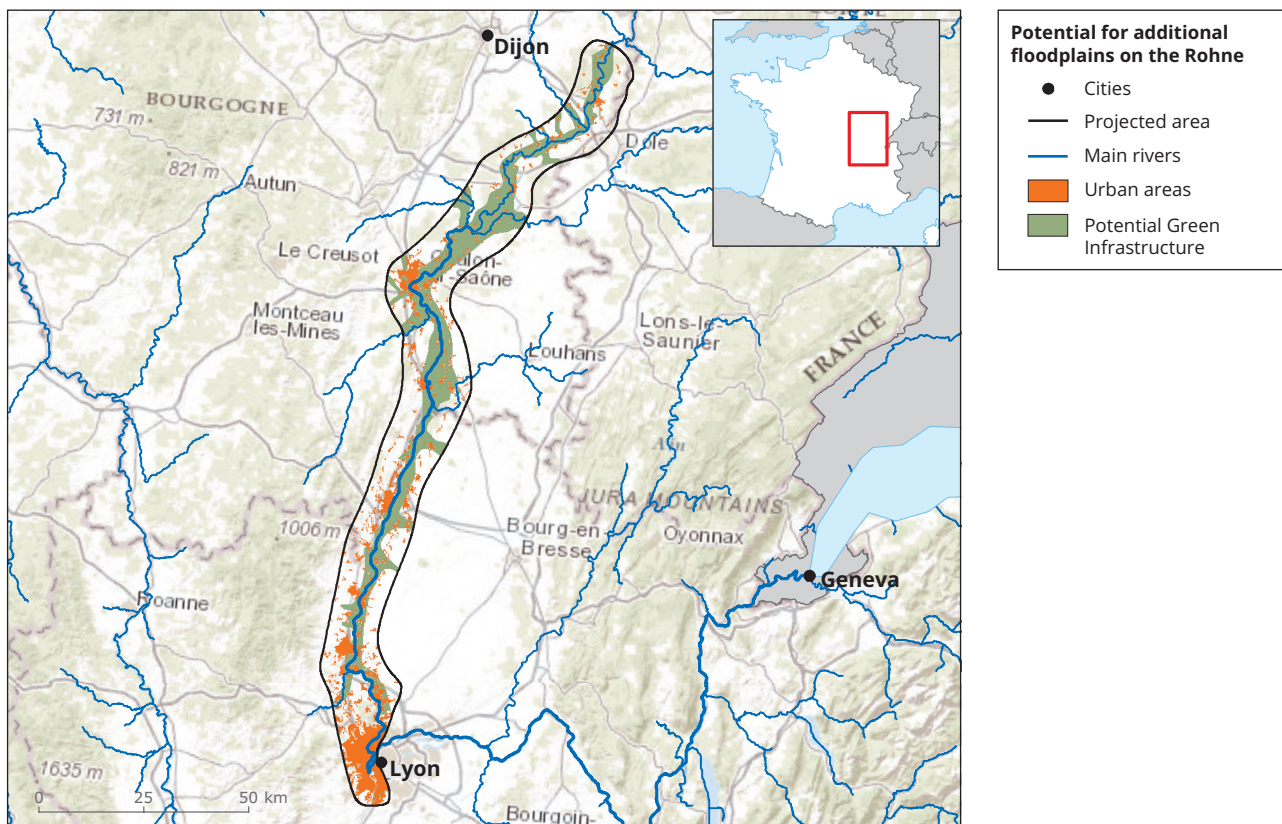 Dijon
BOURGOGNE
731 m
821 m
Autun
Dole
Le Creusot
Montceau
les-Mines
Louhans
Lons-le-
Saunier
FRANCE
Ain
JURA MOUNTAINS
1006 m
Bourg-en-
Bresse
Oyonnax
Geneva
Roanne
1635 m
Lyon
0 25 50 km
Bourgoin-
Potential for additional
floodplains on the Rohne
Cities
Projected area
Main rivers
Urban areas
Potential Green
Infrastructure